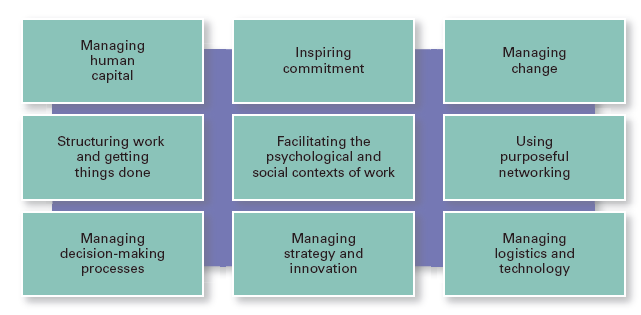 Managing
human
capital
Inspiring
commitment
Managing
change
Structuring work
and getting
things done
Facilitating the
psychological and
social contexts of work
Using
purposeful
networking
Managing
decision-making
processes
Managing
strategy and
innovation
Managing
logistics and
technology